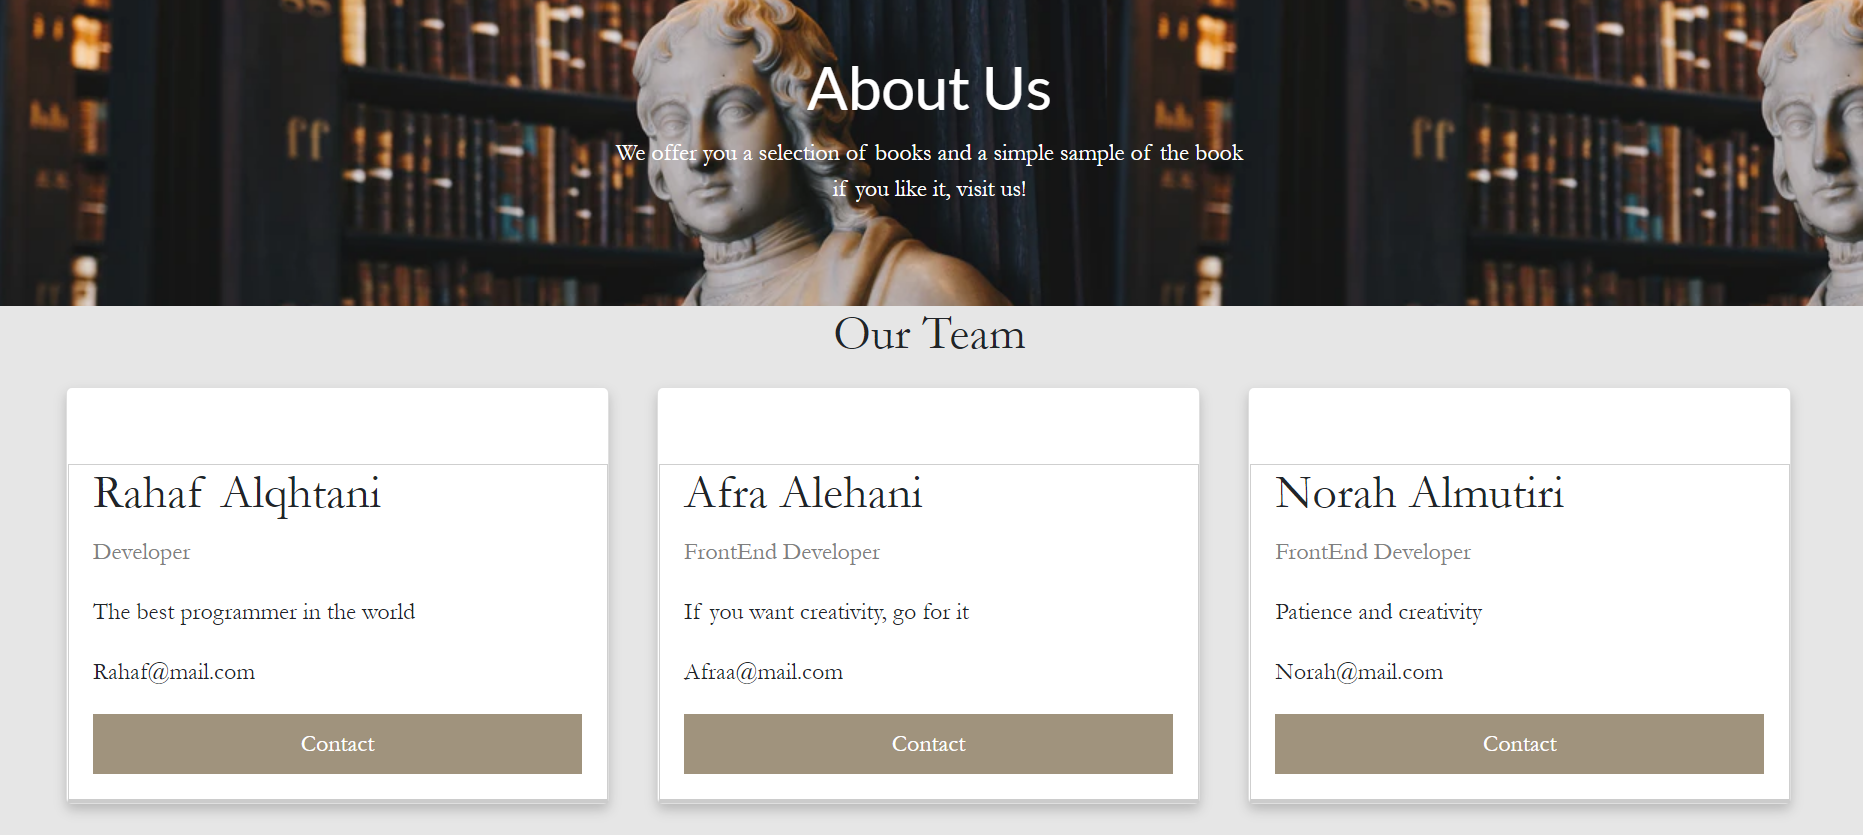 About Us
We offer you a selection of books and a simple sample of the book
if you like it, visit us!
ff
ff
Our Team
Rahaf Alqhtani
Developer
The best programmer in the world
Rahaf@mail.com
Contact
Afra Alehani
FrontEnd Developer
If you want creativity, go for it
Afraa@mail.com
Contact
Norah Almutiri
FrontEnd Developer
Patience and creativity
Norah@mail.com
Contact